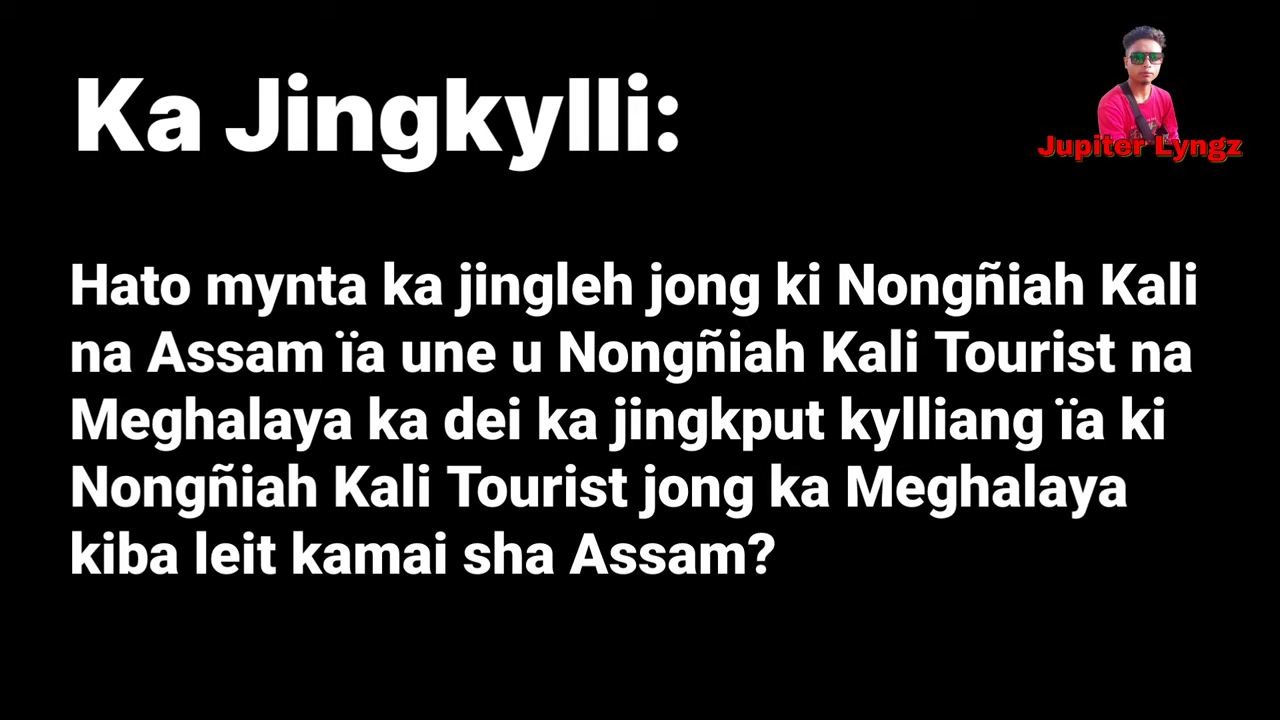 Ka Jingkylli:
Jupiter Lyngz
Hato mynta ka jingleh jong ki Nongñiah Kali
na Assam ïa une u Nongñiah Kali Tourist na
Meghalaya ka dei ka jingkput kylliang ïa ki
Nongñiah Kali Tourist jong ka Meghalaya
kiba leit kamai sha Assam?